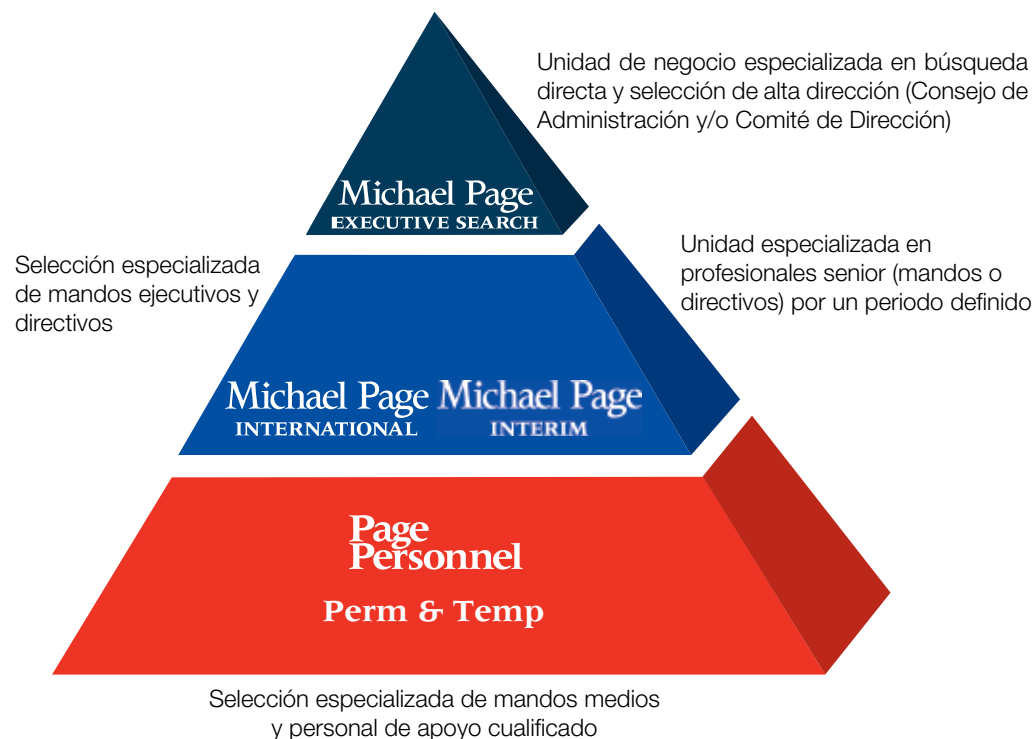 Unidad de negocio especializada en búsqueda
directa y selección de alta dirección (Consejo de
Administración y/o Comité de Dirección)
Michael Page
EXECUTIVE SEARCH
Selección especializada
de mandos ejecutivos y
directivos
Unidad especializada en
profesionales senior (mandos o
directivos) por un periodo definido
Michael Page
INTERNATIONAL
Michael Page
INTERIM
Page
Personnel
Perm & Temp
Selección especializada de mandos medios
y personal de apoyo cualificado